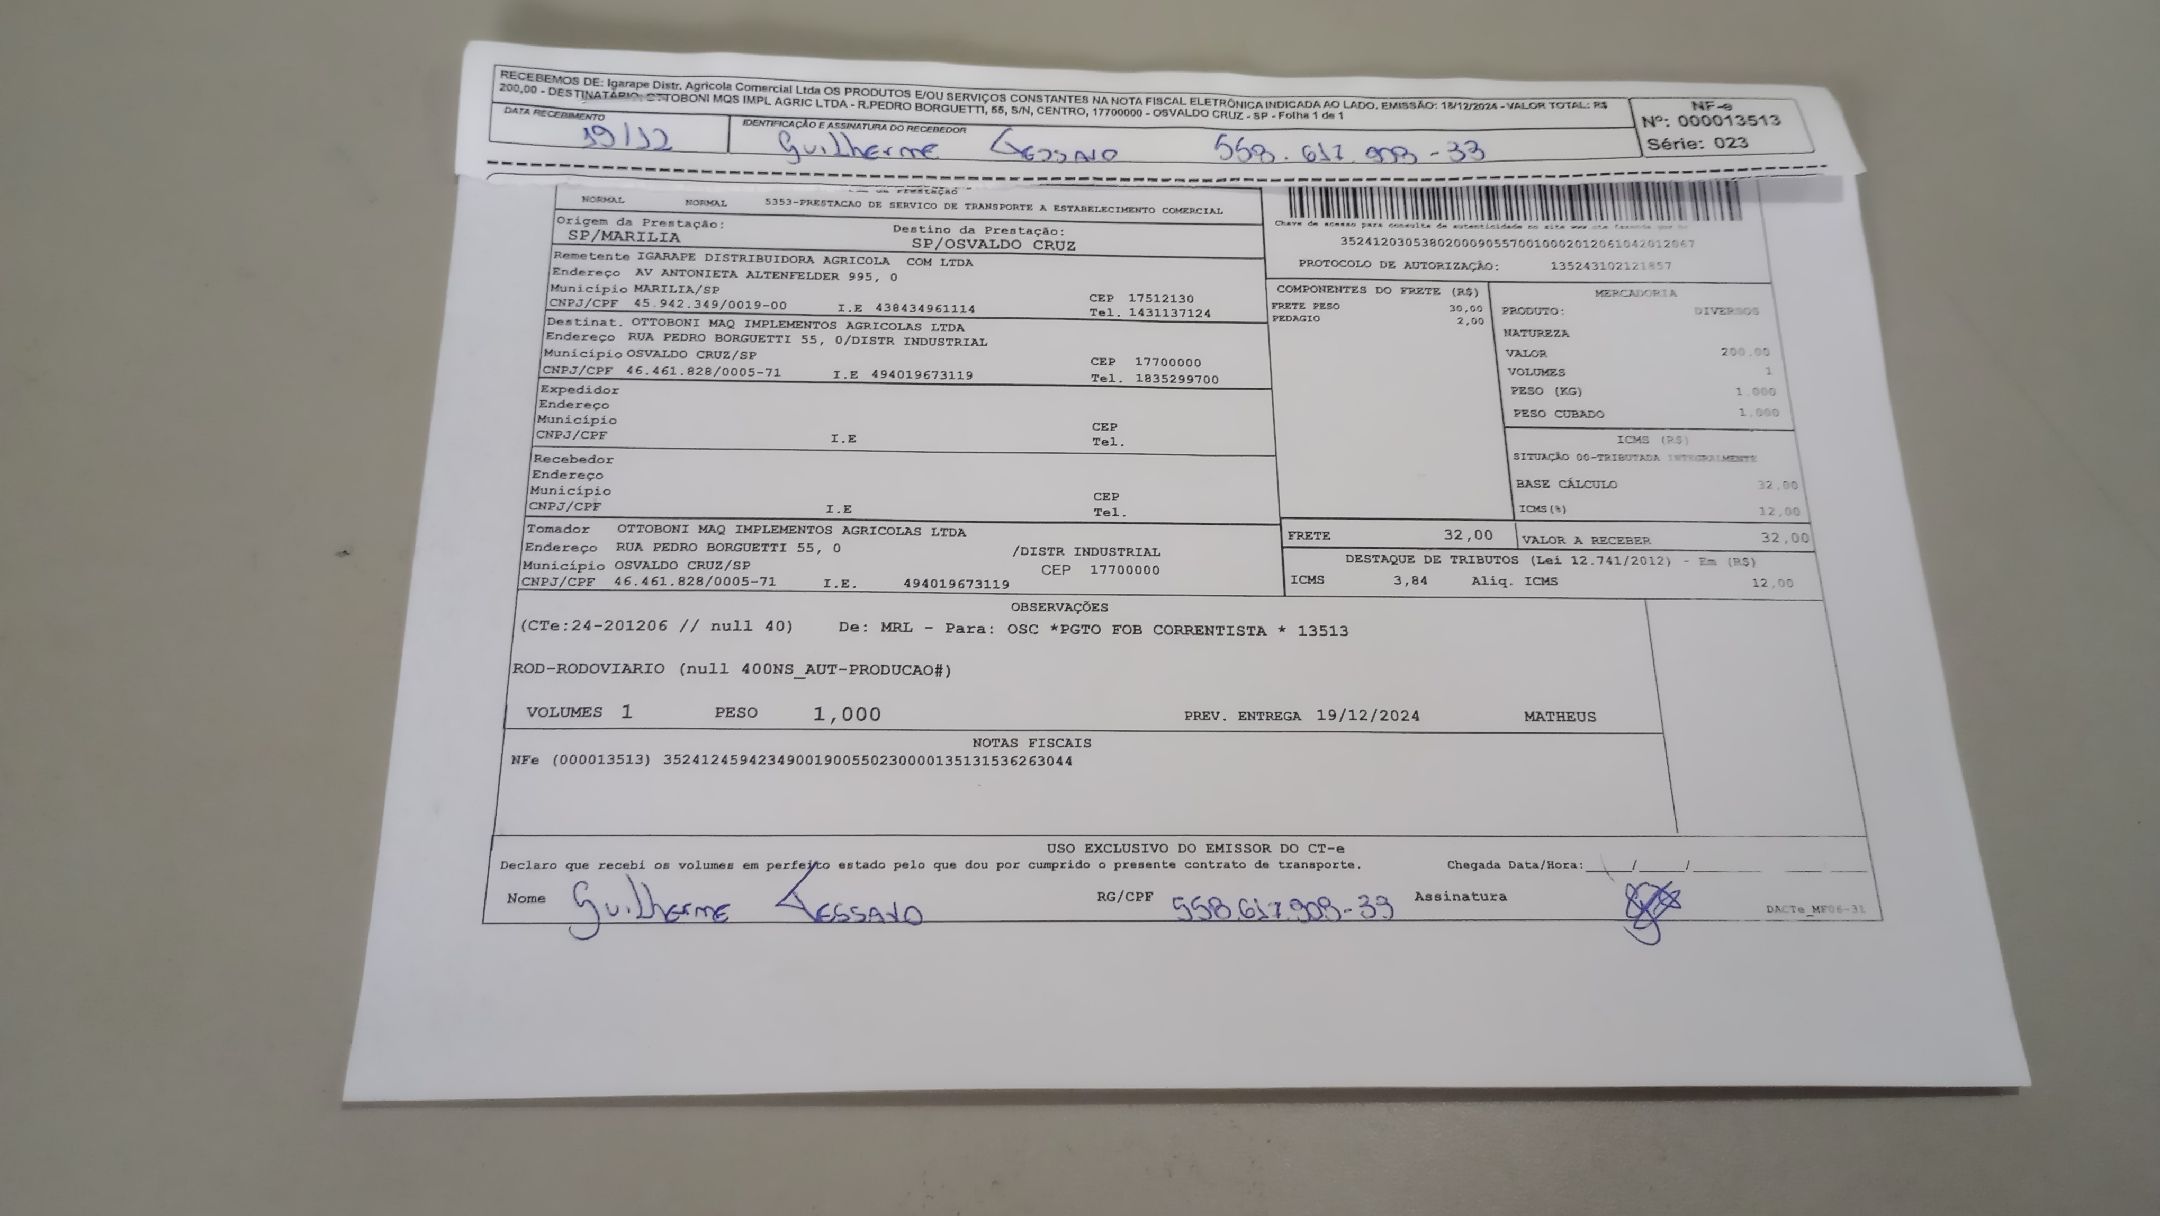 RECEBEMOS DE: Igarape Distr. Agricola Comercial Ltda OS PRODUTOS E/OU SERVIÇOS CONSTANTES NA NOTA FISCAL ELETRÔNICA INDICADA AO LADO. EMISSÃO: 18/12/2024 - VALOR TOTAL: R$
200,00 - DESTINATÁRIO: OTTOBONI MQS IMPL AGRIC LTDA - R.PEDRO BORGUETTI, 55, S/N, CENTRO, 17700000 - OSVALDO CRUZ - SP - Folha 1 de 1
NF-e
Nº: 000013513
Série: 023
DATA RECEBIMENTO
19/12
IDENTIFICAÇÃO E ASSINATURA DO RECEBEDOR
Guilherme 558.617.908-33
NORMAL NORMAL 5353-PRESTACAO DE SERVICO DE TRANSPORTE A ESTABELECIMENTO COMERCIAL
Origem da Prestação: Destino da Prestação:
SP/MARILIA SP/OSVALDO CRUZ
Remetente IGARAPE DISTRIBUIDORA AGRICOLA COM LTDA
Endereço AV ANTONIETA ALTENFELDER 995, 0
Município MARILIA/SP CEP 17512130
CNPJ/CPF 45.942.349/0019-00 I.E 438434961114 Tel. 1431137124
Destinat. OTTOBONI MAQ IMPLEMENTOS AGRICOLAS LTDA
Endereço RUA PEDRO BORGUETTI 55, 0/DISTR INDUSTRIAL
Município OSVALDO CRUZ/SP CEP 17700000
CNPJ/CPF 46.461.828/0005-71 I.E 494019673119 Tel. 1835299700
Expedidor
Endereço
Município CEP
CNPJ/CPF I.E Tel.
Recebedor
Endereço
Município CEP
CNPJ/CPF I.E Tel.
Tomador OTTOBONI MAQ IMPLEMENTOS AGRICOLAS LTDA
Endereço RUA PEDRO BORGUETTI 55, 0 /DISTR INDUSTRIAL
Município OSVALDO CRUZ/SP CEP 17700000
CNPJ/CPF 46.461.828/0005-71 I.E. 494019673119
Chave de acesso para consulta de autenticidade no site
35241203053802000905570010002012061042012067
PROTOCOLO DE AUTORIZAÇÃO: 135243102121857
COMPONENTES DO FRETE (R$)
FRETE PESO 30,00
PEDAGIO 2,00
MERCADORIA
PRODUTO: DIVERSOS
NATUREZA
VALOR 200.00
VOLUMES 1
PESO (KG) 1.000
PESO CUBADO 1,000
ICMS (R$)
SITUAÇÃO 00-TRIBUTADA INTEGRALMENTE
BASE CÁLCULO 32,00
ICMS(%) 12,00
FRETE 32,00 VALOR A RECEBER 32,00
DESTAQUE DE TRIBUTOS (Lei 12.741/2012) - Em (R$)
ICMS 3,84 Aliq. ICMS 12,00
OBSERVAÇÕES
(CTe:24-201206 // null 40) De: MRL - Para: OSC *PGTO FOB CORRENTISTA * 13513
ROD-RODOVIARIO (null 400NS_AUT-PRODUCAO#)
VOLUMES 1 PESO 1,000 PREV. ENTREGA 19/12/2024 MATHEUS
NOTAS FISCAIS
NFe (000013513) 35241245942349001900550230000135131536263044
USO EXCLUSIVO DO EMISSOR DO CT-e
Declaro que recebi os volumes em perfeito estado pelo que dou por cumprido o presente contrato de transporte. Chegada Data/Hora:___/___/___
Nome Guilherme RG/CPF 558.617.908-33 Assinatura
DACTe_MF06-31